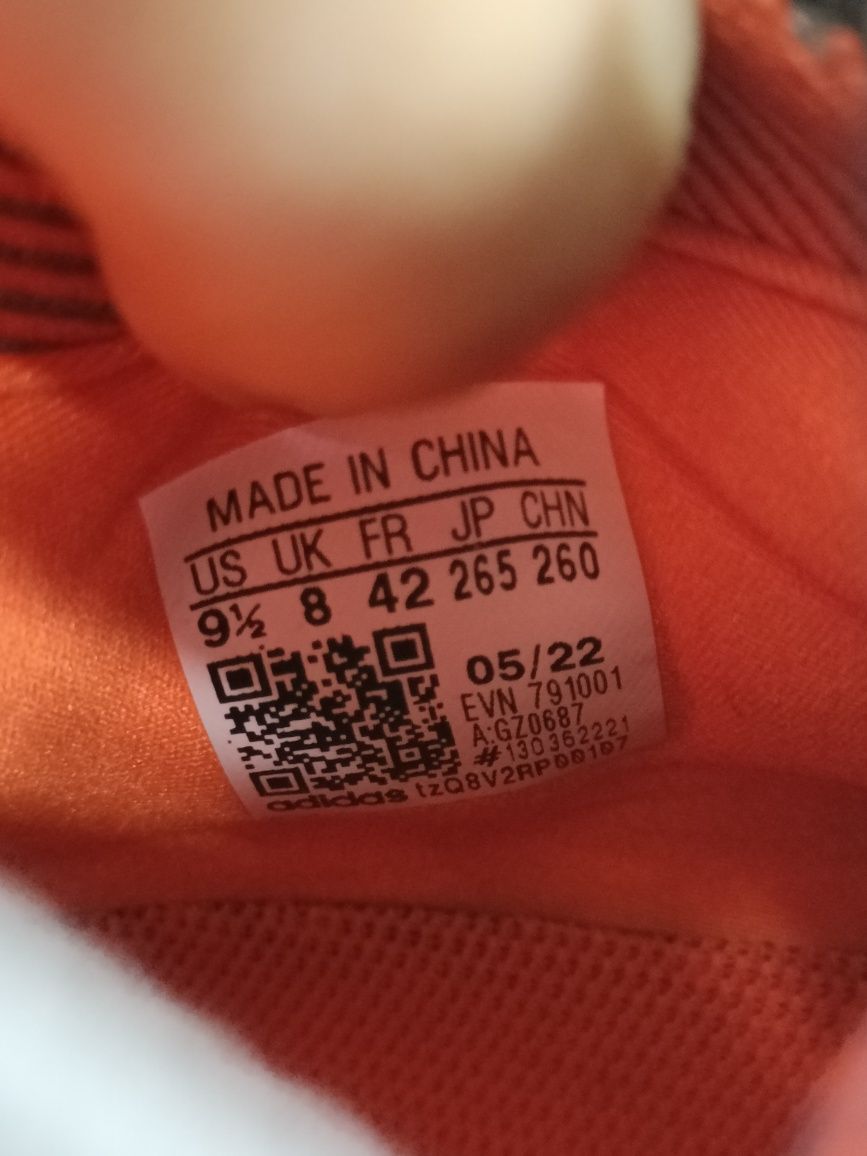 MADE IN CHINA
US UK FR JP CHN
9½ 8 42 265 260
05/22
EVN 791001
A:GZ0687
#130362221
adidas tzQ8V2RP00107